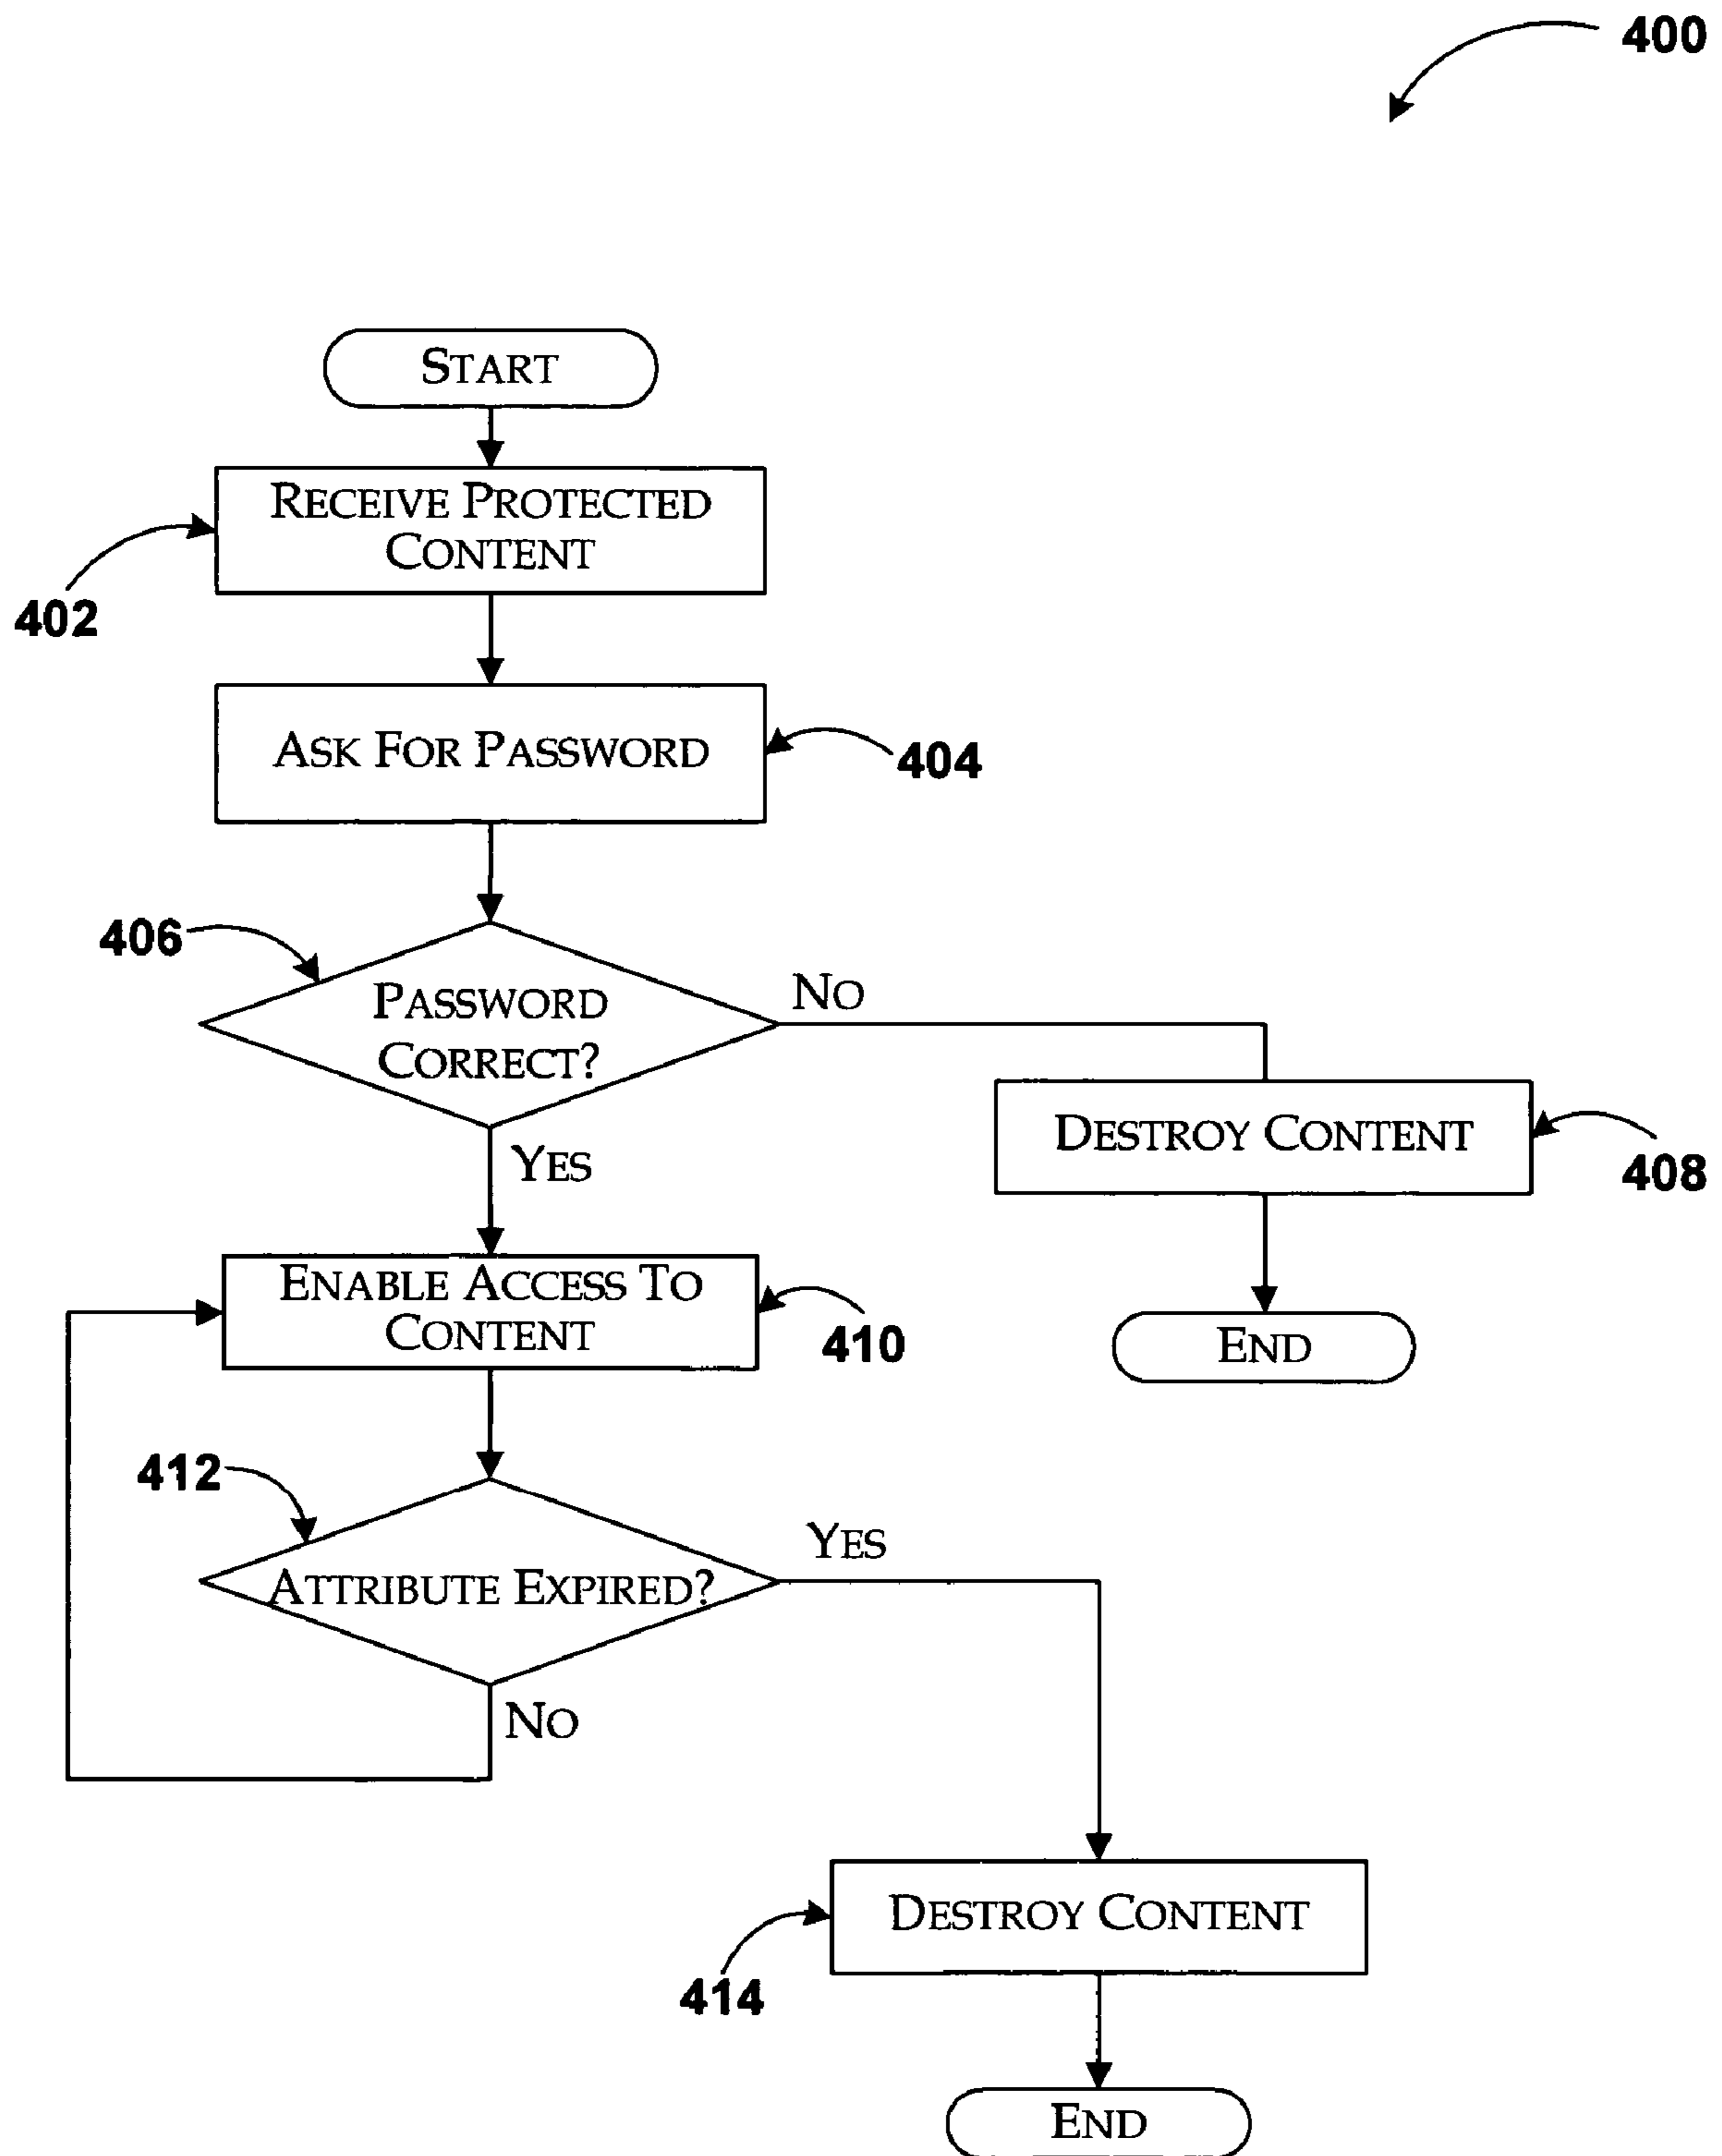 400
START
RECEIVE PROTECTED
CONTENT
402
ASK FOR PASSWORD
404
406
PASSWORD
CORRECT?
NO
YES
DESTROY CONTENT
408
ENABLE ACCESS TO
CONTENT
410
END
412
ATTRIBUTE EXPIRED?
YES
NO
DESTROY CONTENT
414
END